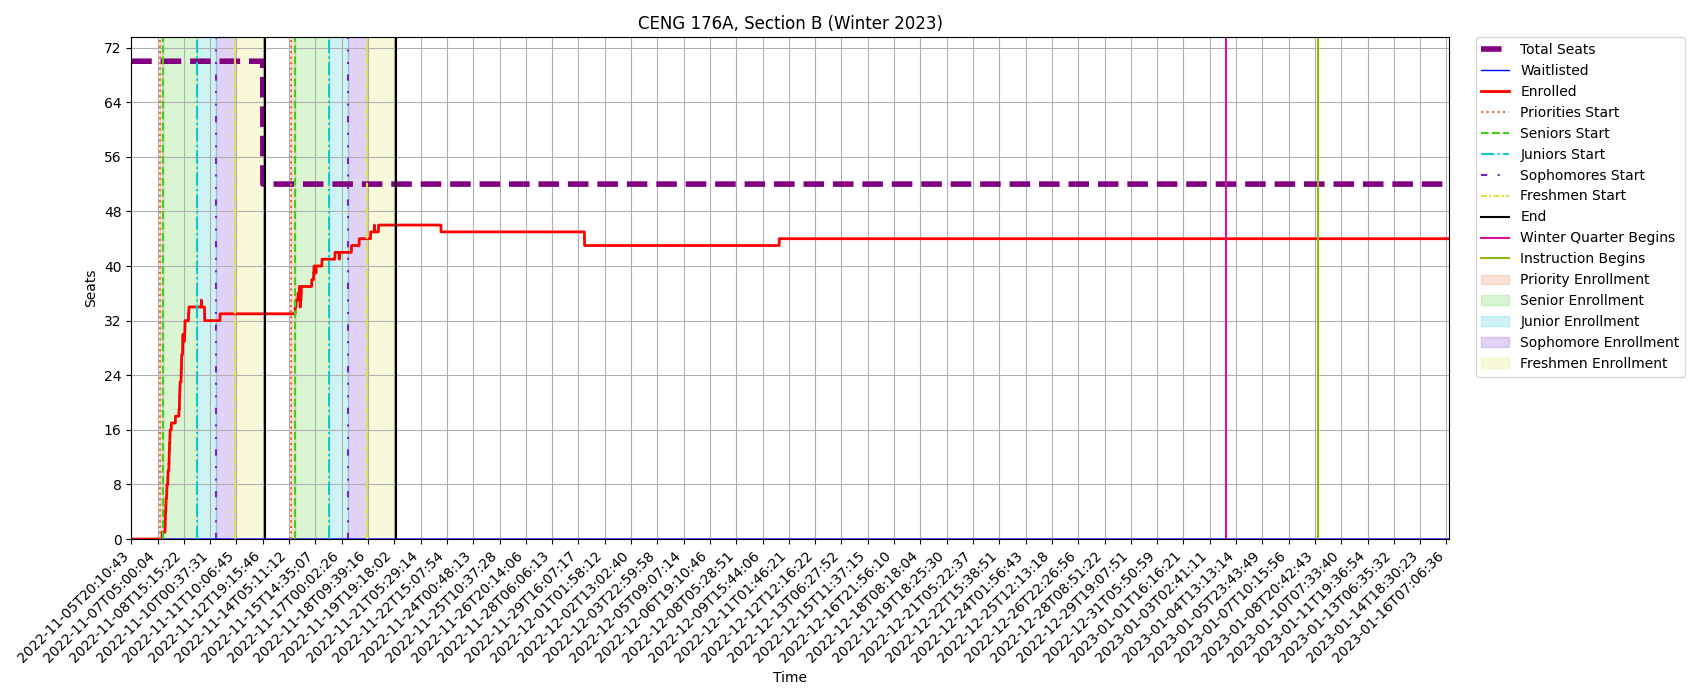 CENG 176A, Section B (Winter 2023)
72
64
56
48
40
32
24
16
8
0
Seats
2022-11-05T20:10:43
2022-11-07T05:00:04
2022-11-08T15:15:22
2022-11-10T00:37:31
2022-11-11T10:06:45
2022-11-12T19:15:46
2022-11-14T05:11:12
2022-11-15T14:35:07
2022-11-17T00:02:26
2022-11-18T09:39:16
2022-11-19T19:18:02
2022-11-21T05:29:14
2022-11-22T15:07:54
2022-11-24T00:48:13
2022-11-25T10:37:28
2022-11-26T20:14:06
2022-11-28T06:06:13
2022-11-29T16:07:17
2022-12-01T01:58:12
2022-12-02T13:02:40
2022-12-03T22:59:58
2022-12-05T09:07:14
2022-12-06T19:10:46
2022-12-08T05:28:51
2022-12-09T15:44:06
2022-12-11T01:46:21
2022-12-12T12:16:22
2022-12-13T06:27:52
2022-12-15T11:37:15
2022-12-16T21:56:10
2022-12-18T08:18:04
2022-12-19T18:25:30
2022-12-21T05:22:37
2022-12-22T15:38:51
2022-12-24T01:56:43
2022-12-25T12:13:18
2022-12-26T22:26:56
2022-12-28T08:51:22
2022-12-29T19:07:51
2022-12-31T05:50:59
2023-01-01T16:16:21
2023-01-03T02:41:11
2023-01-04T13:13:14
2023-01-05T23:43:49
2023-01-07T10:15:56
2023-01-08T20:42:43
2023-01-10T07:33:40
2023-01-11T19:36:54
2023-01-13T06:35:32
2023-01-14T18:30:23
2023-01-16T07:06:36
Time
Total Seats
Waitlisted
Enrolled
Priorities Start
Seniors Start
Juniors Start
Sophomores Start
Freshmen Start
End
Winter Quarter Begins
Instruction Begins
Priority Enrollment
Senior Enrollment
Junior Enrollment
Sophomore Enrollment
Freshmen Enrollment